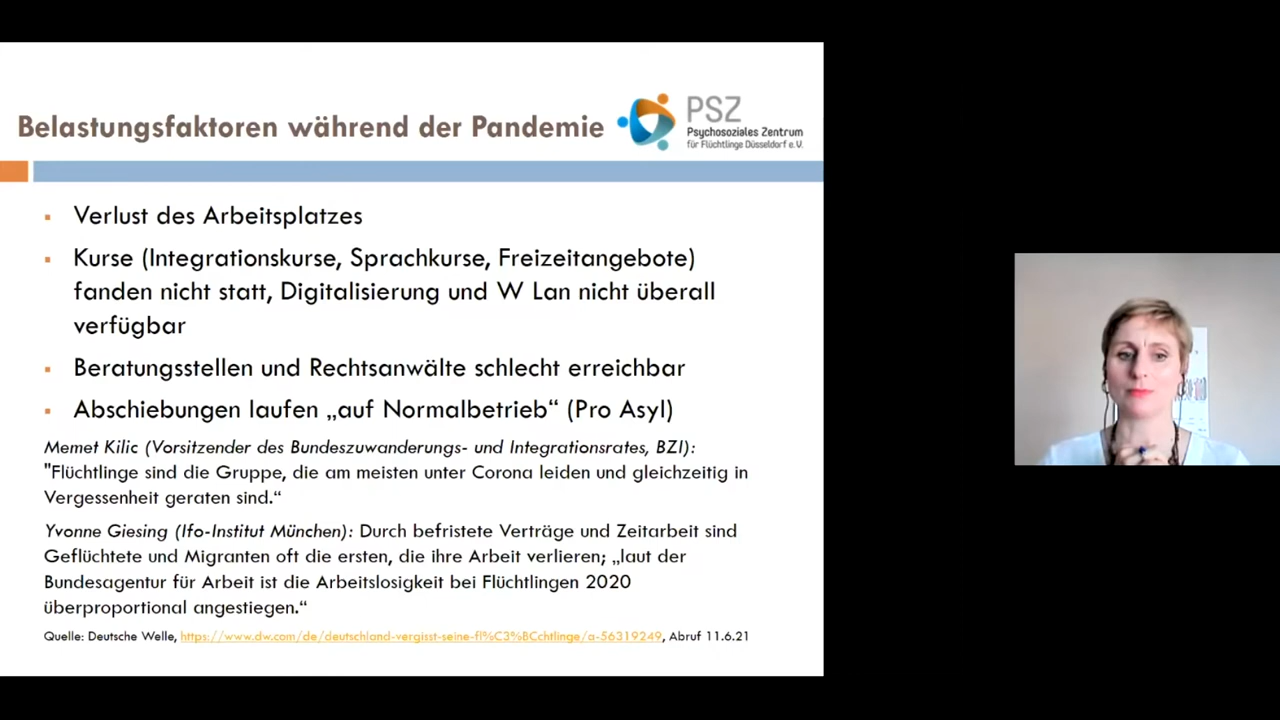 Belastungsfaktoren während der Pandemie
PSZ
Psychosoziales Zentrum
für Flüchtlinge Düsseldorf e.V.
▪ Verlust des Arbeitsplatzes
▪ Kurse (Integrationskurse, Sprachkurse, Freizeitangebote)
fanden nicht statt, Digitalisierung und W Lan nicht überall
verfügbar
▪ Beratungsstellen und Rechtsanwälte schlecht erreichbar
▪ Abschiebungen laufen „auf Normalbetrieb“ (Pro Asyl)
Memet Kilic (Vorsitzender des Bundeszuwanderungs- und Integrationsrates, BZI):
"Flüchtlinge sind die Gruppe, die am meisten unter Corona leiden und gleichzeitig in
Vergessenheit geraten sind.“
Yvonne Giesing (Ifo-Institut München): Durch befristete Verträge und Zeitarbeit sind
Geflüchtete und Migranten oft die ersten, die ihre Arbeit verlieren; „laut der
Bundesagentur für Arbeit ist die Arbeitslosigkeit bei Flüchtlingen 2020
überproportional angestiegen.“
Quelle: Deutsche Welle, https://www.dw.com/de/deutschland-vergisst-seine-fl%C3%BCchtlinge/a-56319249, Abruf 11.6.21